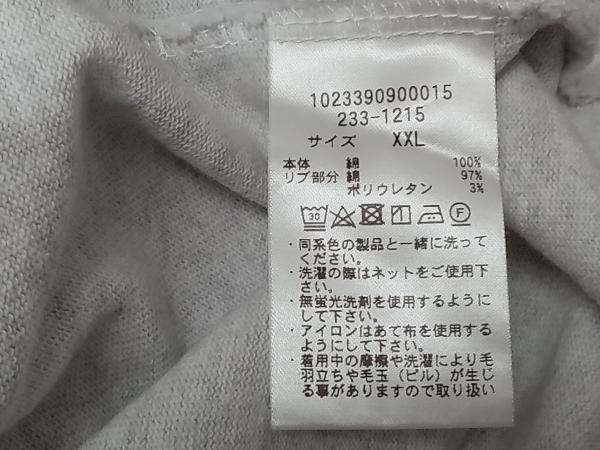 1023390900015
233-1215
サイズ XXL
本体 綿 100%
リブ部分 綿 97%
ポリウレタン 3%
30 F
・同系色の製品と一緒に洗って
ください。
・洗濯の際はネットをご使用下
さい。
・無蛍光洗剤を使用するように
して下さい。
・アイロンはあて布を使用する
ようにして下さい。
・着用中の摩擦や洗濯により毛
羽立ちや毛玉（ピル）が生じ
る事がありますので取り扱い